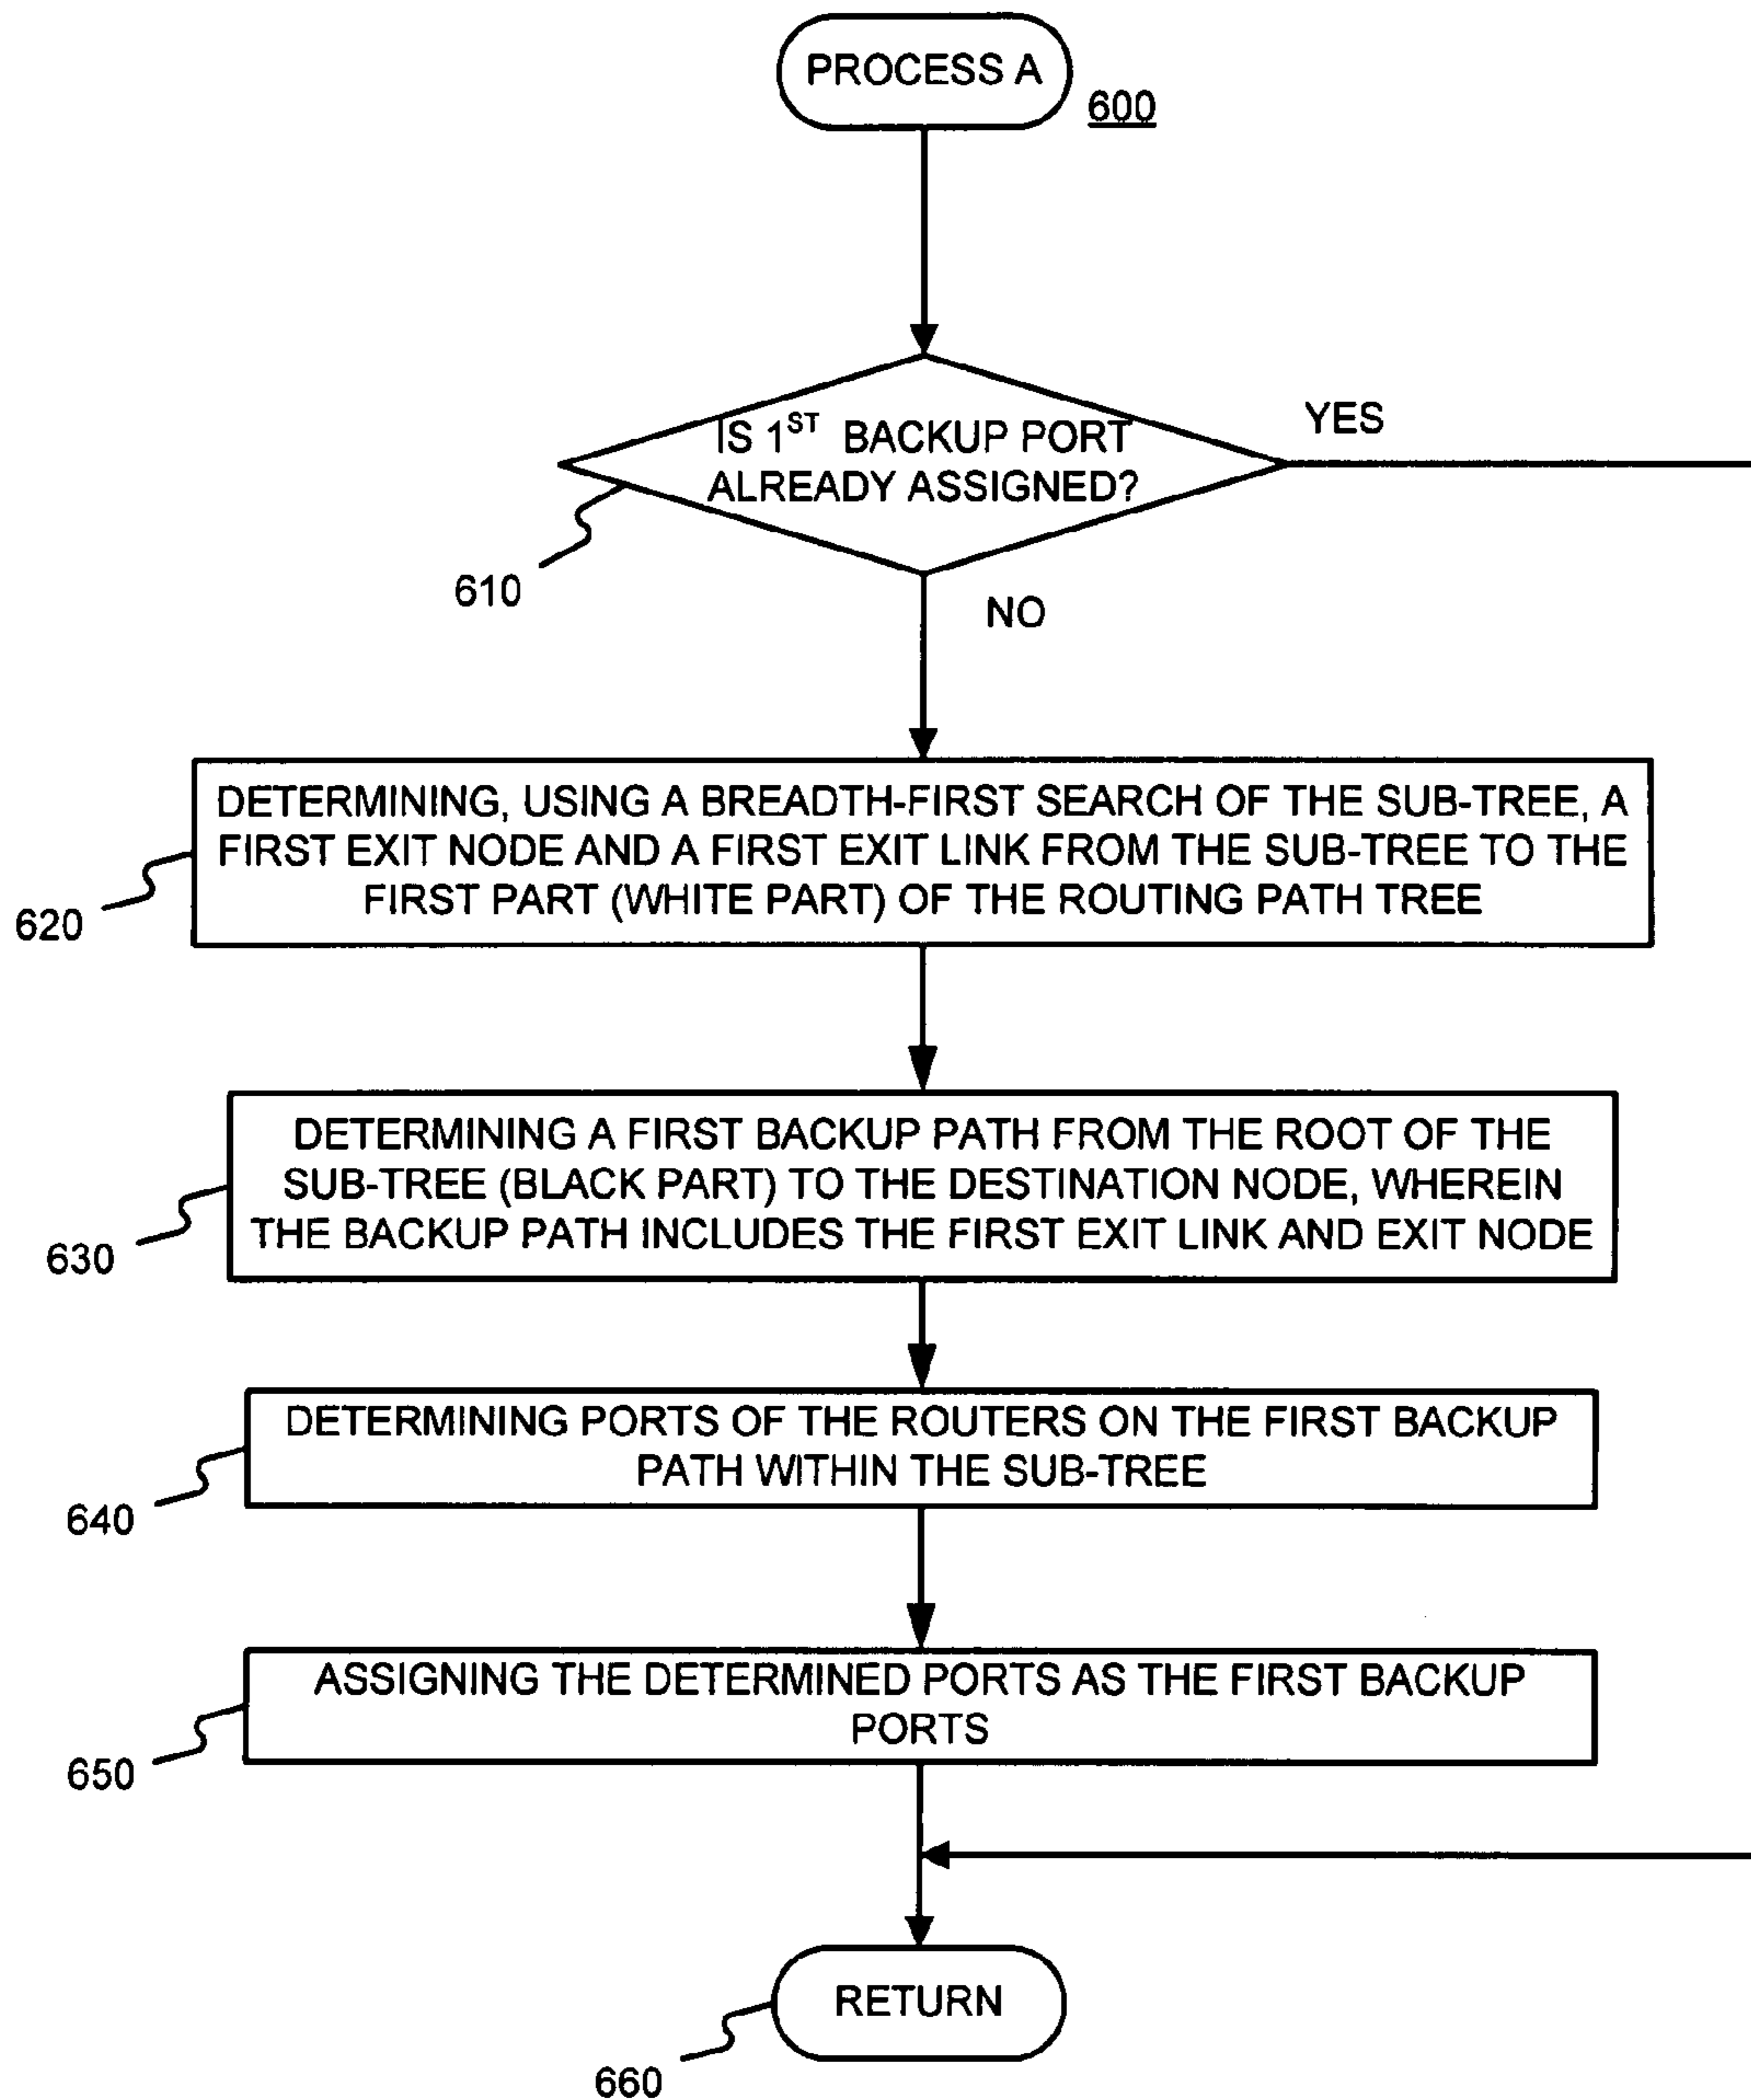 PROCESS A
600
IS 1ST BACKUP PORT
ALREADY ASSIGNED?
YES
610
NO
DETERMINING, USING A BREADTH-FIRST SEARCH OF THE SUB-TREE, A
FIRST EXIT NODE AND A FIRST EXIT LINK FROM THE SUB-TREE TO THE
FIRST PART (WHITE PART) OF THE ROUTING PATH TREE
620
DETERMINING A FIRST BACKUP PATH FROM THE ROOT OF THE
SUB-TREE (BLACK PART) TO THE DESTINATION NODE, WHEREIN
THE BACKUP PATH INCLUDES THE FIRST EXIT LINK AND EXIT NODE
630
DETERMINING PORTS OF THE ROUTERS ON THE FIRST BACKUP
PATH WITHIN THE SUB-TREE
640
ASSIGNING THE DETERMINED PORTS AS THE FIRST BACKUP
PORTS
650
RETURN
660